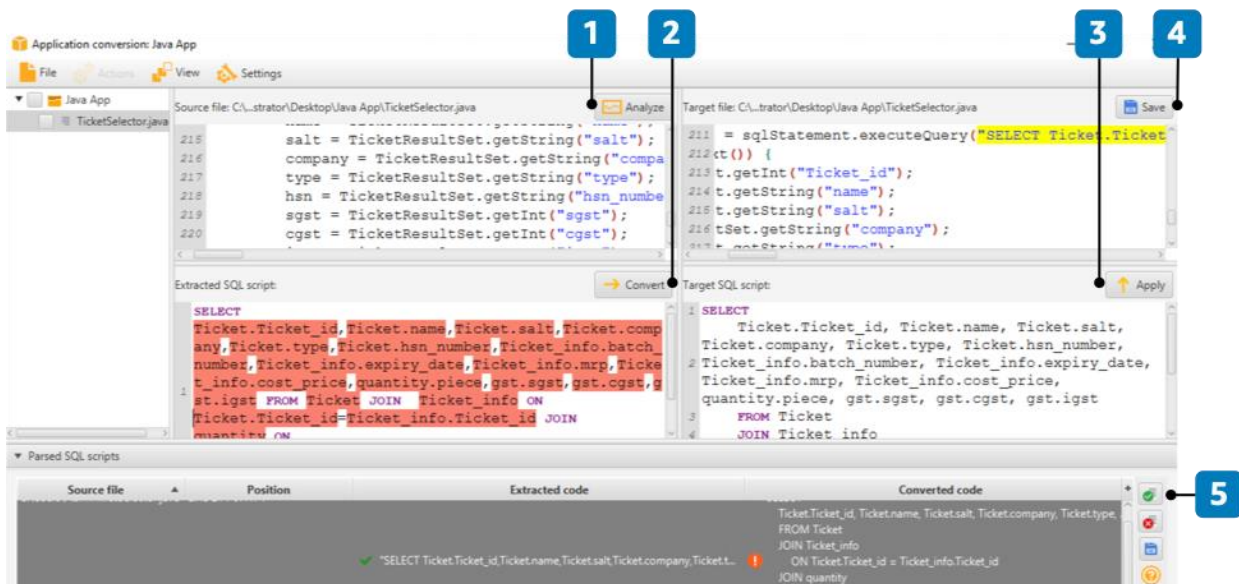 1
2
3
4
Application conversion: Java App
File
Actions
View
Settings
Java App
TicketSelector.java
Source file: C:\...strator\Desktop\Java App\TicketSelector.java
Analyze
215 salt = TicketResultSet.getString("salt");
216 company = TicketResultSet.getString("compa
217 type = TicketResultSet.getString("type");
218 hsn = TicketResultSet.getString("hsn_numbe
219 sgst = TicketResultSet.getInt("sgst");
220 cgst = TicketResultSet.getInt("cgst");
Target file: C:\...trator\Desktop\Java App\TicketSelector.java
Save
211 = sqlStatement.executeQuery("SELECT Ticket.Ticket
212 xt()) {
213 t.getInt("Ticket_id");
214 t.getString("name");
215 t.getString("salt");
216 tSet.getString("company");
217 t.getString("type");
Extracted SQL script:
Convert
SELECT
Ticket.Ticket_id,Ticket.name,Ticket.salt,Ticket.comp
any,Ticket.type,Ticket.hsn_number,Ticket_info.batch_
number,Ticket_info.expiry_date,Ticket_info.mrp,Ticke
t_info.cost_price,quantity.piece,gst.sgst,gst.cgst,g
1 st.igst FROM Ticket JOIN Ticket_info ON
Ticket.Ticket_id=Ticket_info.Ticket_id JOIN
quantity ON
Target SQL script:
Apply
1 SELECT
Ticket.Ticket_id, Ticket.name, Ticket.salt,
Ticket.company, Ticket.type, Ticket.hsn_number,
2 Ticket_info.batch_number, Ticket_info.expiry_date,
Ticket_info.mrp, Ticket_info.cost_price,
quantity.piece, gst.sgst, gst.cgst, gst.igst
3 FROM Ticket
4 JOIN Ticket_info
Parsed SQL scripts
Source file
Position
Extracted code
Converted code
5
"SELECT Ticket.Ticket_id,Ticket.name,Ticket.salt,Ticket.company,Ticket.t...
Ticket.Ticket_id, Ticket.name, Ticket.salt, Ticket.company, Ticket.type,
FROM Ticket
JOIN Ticket_info
ON Ticket.Ticket_id = Ticket_info.Ticket_id
JOIN quantity